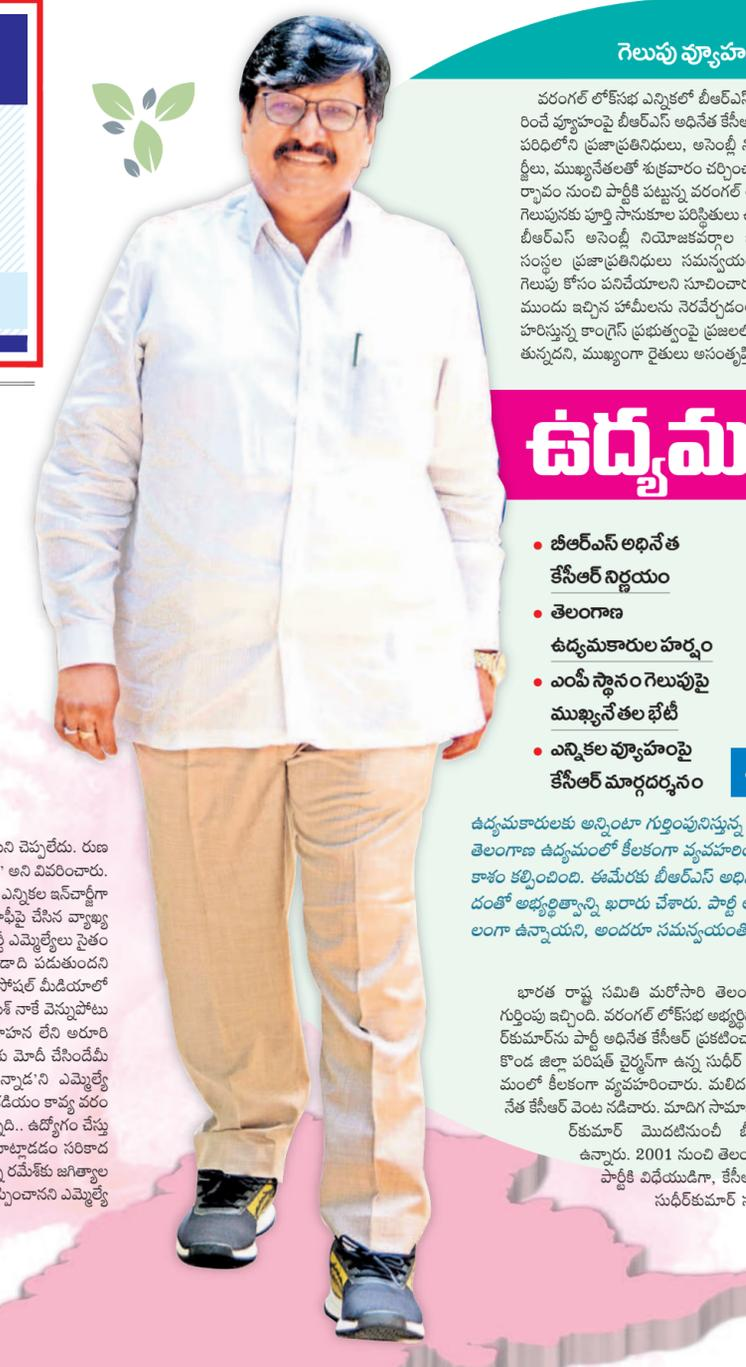 గెలుపు వ్యూహ
వరంగల్ లోక్‌సభ ఎన్నికలో బీఆర్ఎస్
రించే వ్యూహంపై బీఆర్ఎస్ అధినేత కేసీఆ
పరిధిలోని ప్రజాప్రతినిధులు, అసెంబ్లీ ని
ర్జీలు, ముఖ్యనేతలతో శుక్రవారం చర్చించ
ర్భావం నుంచి పార్టీకి పట్టున్న వరంగల్
గెలుపునకు పూర్తి సానుకూల పరిస్థితులు ఉ
బీఆర్ఎస్ అసెంబ్లీ నియోజకవర్గాల
సంస్థల ప్రజాప్రతినిధులు సమన్వయం
గెలుపు కోసం పనిచేయాలని సూచించారు
ముందు ఇచ్చిన హామీలను నెరవేర్చడం
హరిస్తున్న కాంగ్రెస్ ప్రభుత్వంపై ప్రజలలో
తున్నదని, ముఖ్యంగా రైతులు అసంతృప్తి
ఉద్యమ
• బీఆర్ఎస్ అధినేత
కేసీఆర్ నిర్ణయం
• తెలంగాణ
ఉద్యమకారుల హర్షం
• ఎంపీ స్థానం గెలుపుపై
ముఖ్యనేతల భేటీ
• ఎన్నికల వ్యూహంపై
కేసీఆర్ మార్గదర్శనం
ఉద్యమకారులకు అన్నింటా గుర్తింపునిస్తున్న
తెలంగాణ ఉద్యమంలో కీలకంగా వ్యవహరిం
కాశం కల్పించింది. ఈమేరకు బీఆర్ఎస్ అధి
దంతో అభ్యర్థిత్వాన్ని ఖరారు చేశారు. పార్టీ
లంగా ఉన్నాయని, అందరూ సమన్వయంతో
భారత రాష్ట్ర సమితి మరోసారి తెలం
గుర్తింపు ఇచ్చింది. వరంగల్ లోక్‌సభ అభ్యర్థి
ర్‌కుమార్‌ను పార్టీ అధినేత కేసీఆర్ ప్రకటించ
కొండ జిల్లా పరిషత్ చైర్మన్‌గా ఉన్న సుధీర్
మంలో కీలకంగా వ్యవహరించారు. మలిద
నేత కేసీఆర్ వెంట నడిచారు. మాదిగ సామా
ర్‌కుమార్ మొదటినుంచీ బీ
ఉన్నారు. 2001 నుంచి తెలం
పార్టీకి విధేయుడిగా, కేసీఆ
సుధీర్‌కుమార్
ని చెప్పలేదు. రుణ
' అని వివరించారు.
ఎన్నికల ఇన్‌చార్జిగా
ాఫీపై చేసిన వ్యాఖ్య
ర్టీ ఎమ్మెల్యేలు సైతం
డాది పడుతుందని
సోషల్ మీడియాలో
శ్ నాకే వెన్నుపోటు
ాహన లేని అరూరి
కు మోదీ చేసిందేమీ
న్నాడ'ని ఎమ్మెల్యే
డియం కావ్య వరం
్నది.. ఉద్యోగం చేస్తు
ాట్లాడడం సరికాద
్ని రమేశ్‌కు జగిత్యాల
ప్పించానని ఎమ్మెల్యే